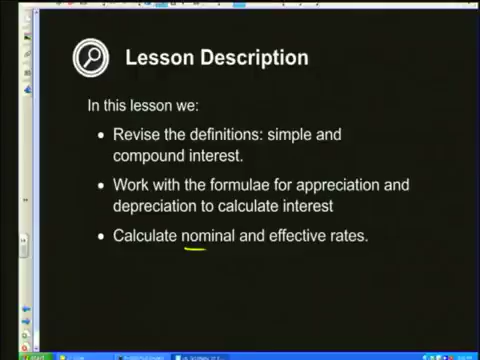 Lesson Description
In this lesson we:
• Revise the definitions: simple and
compound interest.
• Work with the formulae for appreciation and
depreciation to calculate interest
• Calculate nominal and effective rates.